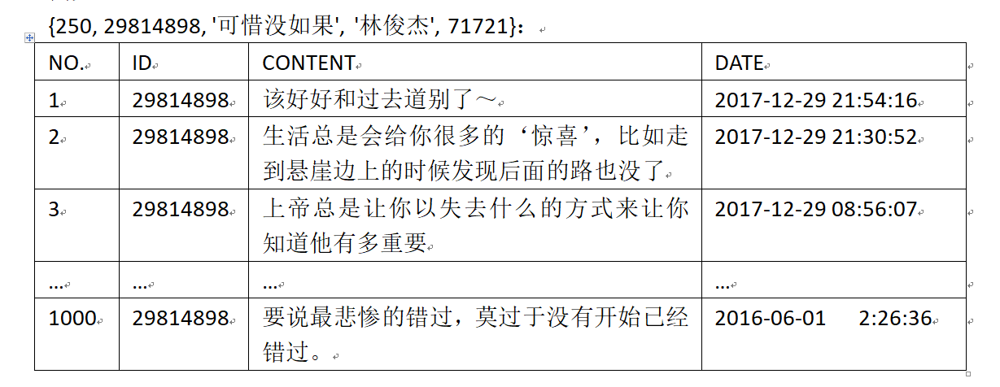 {250, 29814898, '可惜没如果', '林俊杰', 71721}：
NO. ID CONTENT DATE
1 29814898 该好好和过去道别了～ 2017-12-29 21:54:16
2 29814898 生活总是会给你很多的‘惊喜’，比如走 2017-12-29 21:30:52
到悬崖边上的时候发现后面的路也没了
3 29814898 上帝总是让你以失去什么的方式来让你 2017-12-29 08:56:07
知道他有多重要
... ... ... ...
1000 29814898 要说最悲惨的错过，莫过于没有开始已经 2016-06-01 2:26:36
错过。